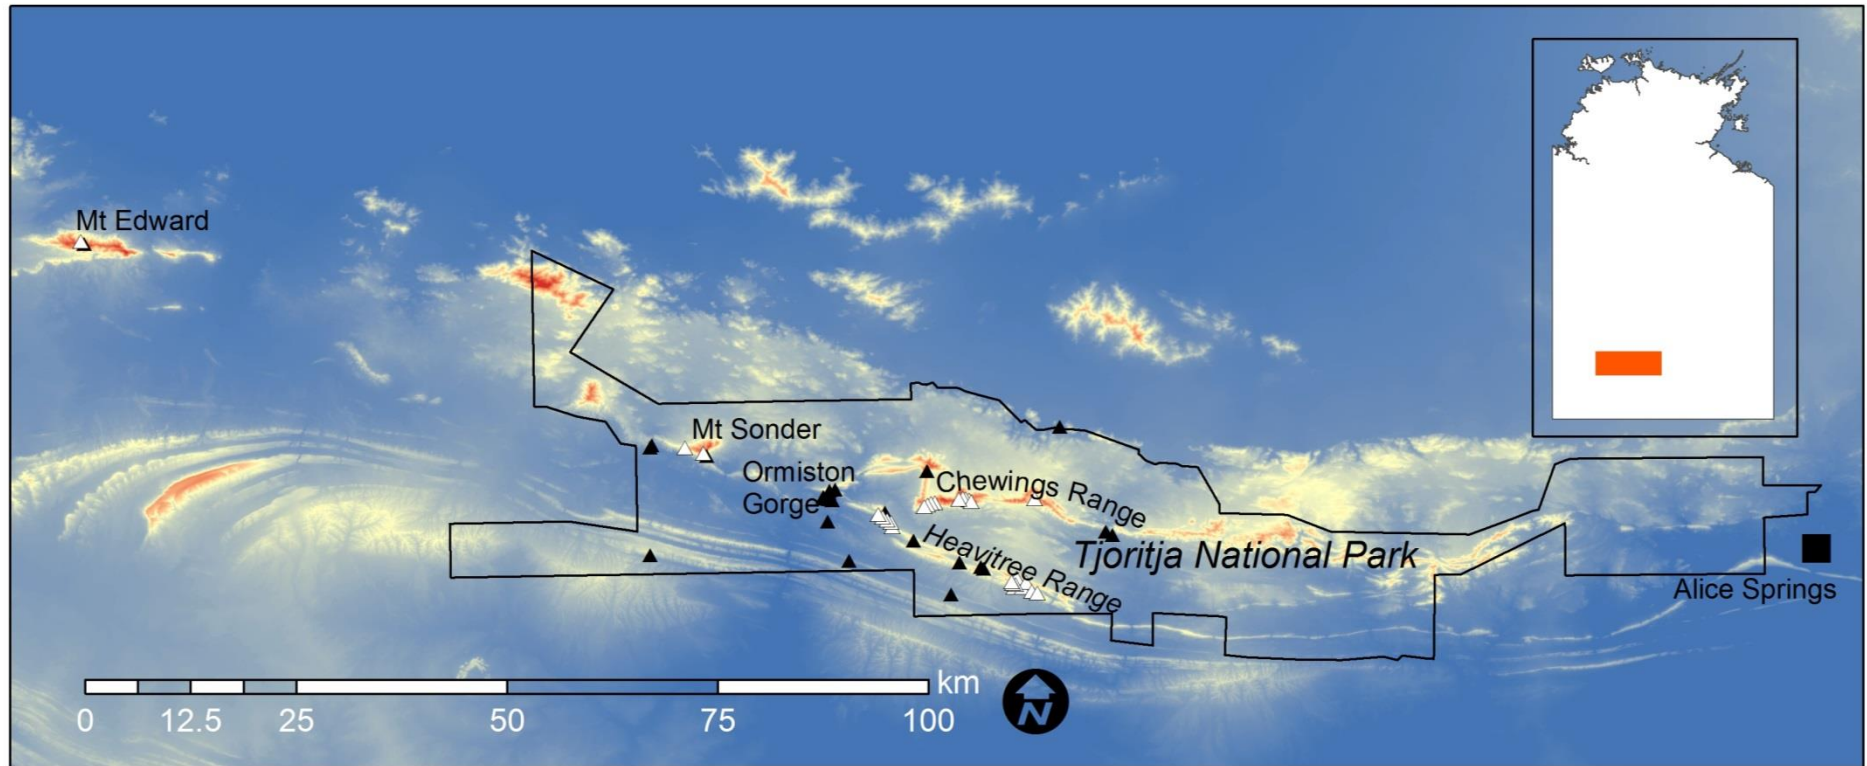 Mt Edward
Mt Sonder
Ormiston
Gorge
Chewings Range
Heavitree Range
Tjoritja National Park
Alice Springs
km
0 12.5 25 50 75 100
N